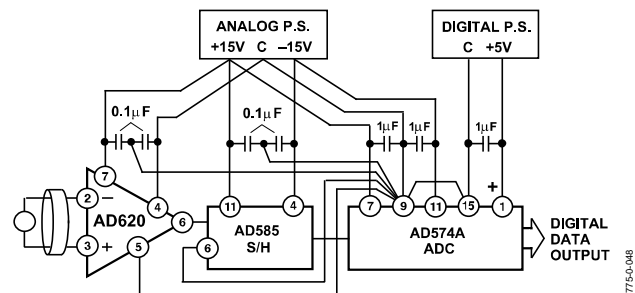 ANALOG P.S.
+15V C –15V
DIGITAL P.S.
C +5V
0.1µF
0.1µF
1µF
1µF
1µF
+
7
4
11
4
7
9
11
15
1
2
–
AD620
6
3
+
5
6
AD585
S/H
AD574A
ADC
DIGITAL
DATA
OUTPUT
775-0-048